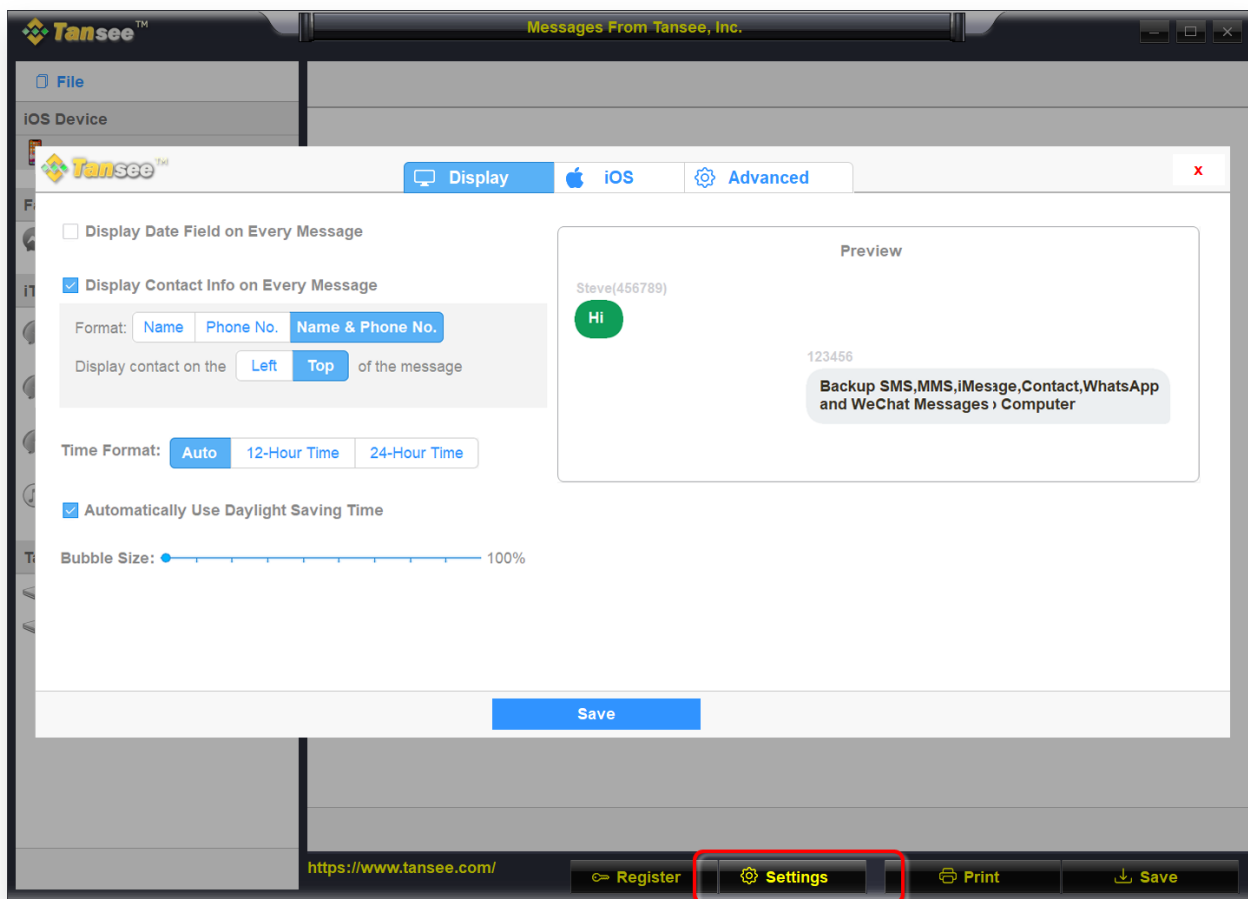 Tansee™
Messages From Tansee, Inc.
File
iOS Device
Tansee™
Display
iOS
Advanced
x
Display Date Field on Every Message
Display Contact Info on Every Message
Format: Name Phone No. Name & Phone No.
Display contact on the Left Top of the message
Time Format: Auto 12-Hour Time 24-Hour Time
Automatically Use Daylight Saving Time
Bubble Size: 100%
Preview
Steve(456789)
Hi
123456
Backup SMS,MMS,iMesage,Contact,WhatsApp
and WeChat Messages Computer
Save
https://www.tansee.com/
Register
Settings
Print
Save